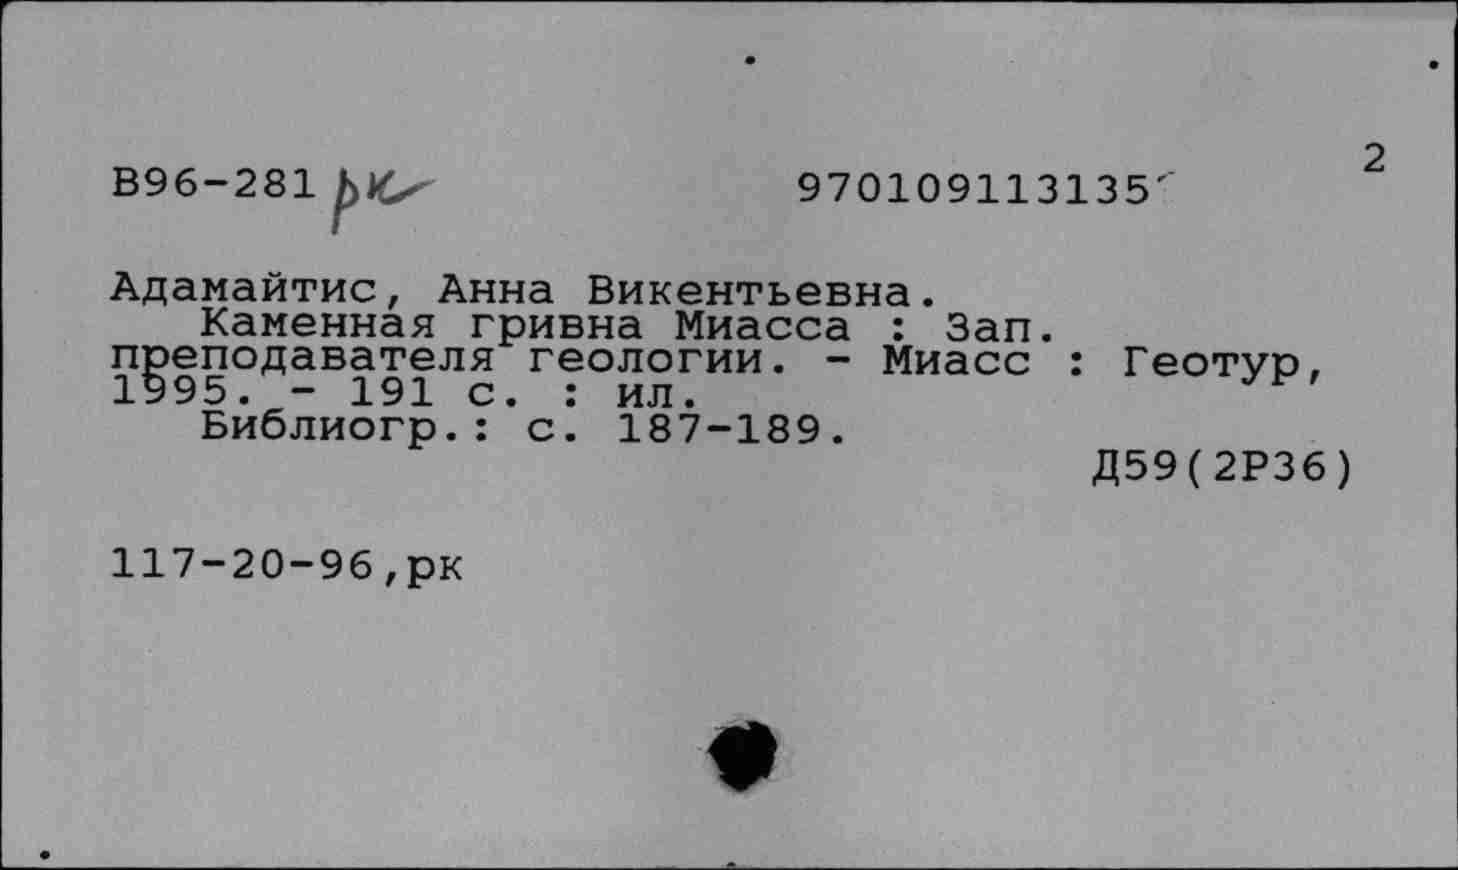 В96-281 рк
970109113135
2
Адамайтис, Анна Викентьевна.
Каменная гривна Миасса : Зап.
преподавателя геологии. - Миасс : Геотур,
1995. - 191 с. : ил.
Библиогр.: с. 187-189.
Д59(2Р36)
117-20-96,рк